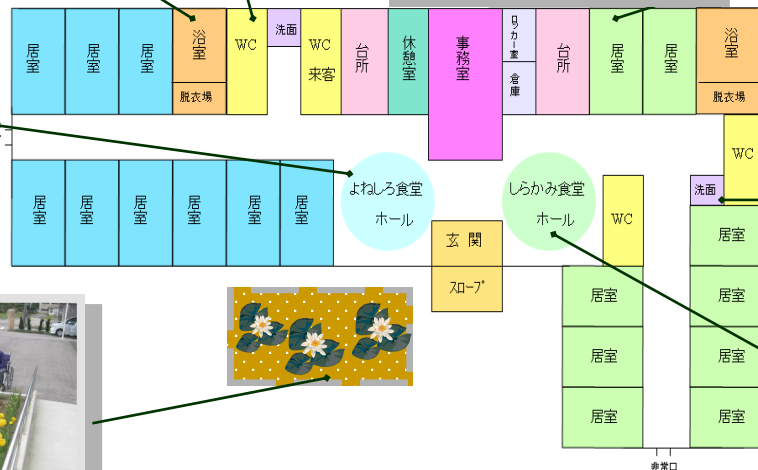 居室
居室
居室
浴室
脱衣場
WC
洗面
WC
来客
台所
休憩室
事務室
ロッカー室
倉庫
台所
居室
居室
浴室
脱衣場
WC
居室
居室
居室
居室
居室
居室
よねしろ食堂
ホール
しらかみ食堂
ホール
WC
洗面
玄関
スロープ
居室
居室
居室
居室
居室
居室
居室
非常口